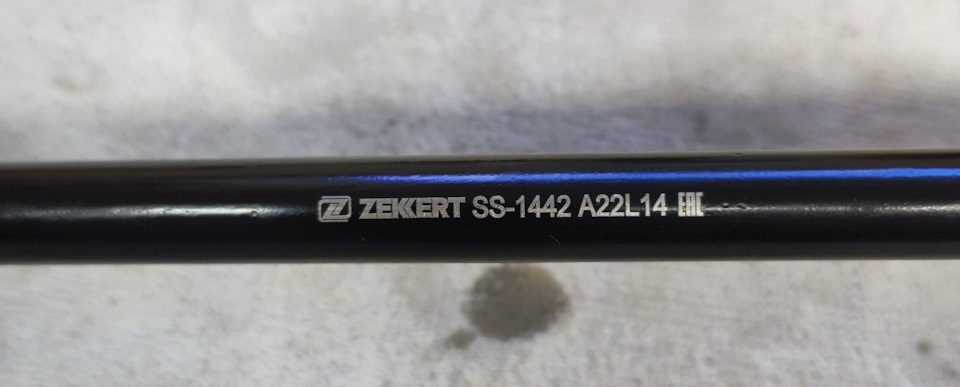 ZEKKERT SS-1442 A22L14 EAC